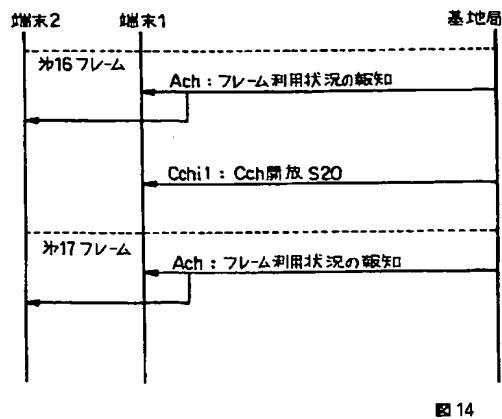 端末2 端末1 基地局
第16フレーム
Ach：フレーム利用状況の報知
Cchi1：Cch開放 S20
第17フレーム
Ach：フレーム利用状況の報知
図14